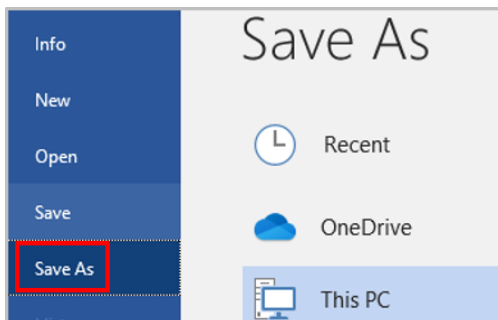 Info
New
Open
Save
Save As
Save As
Recent
OneDrive
This PC